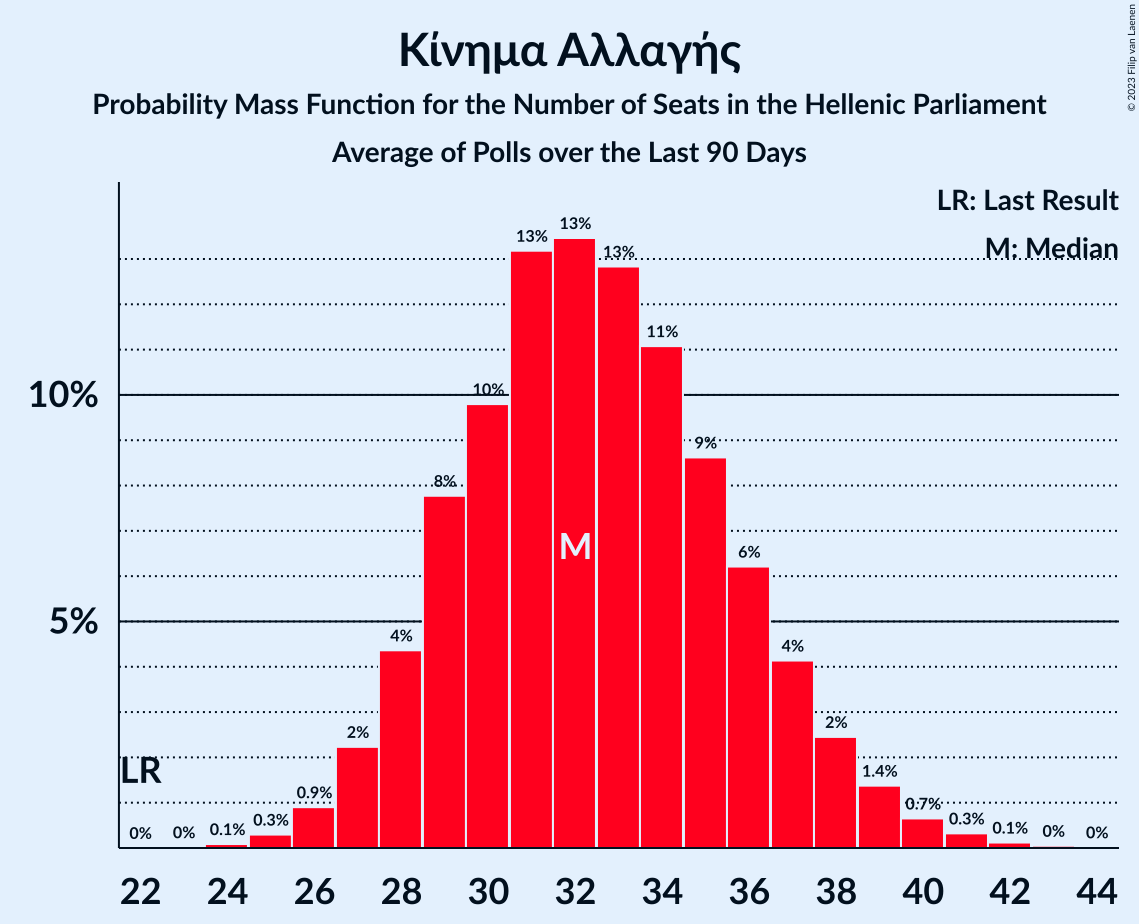 Κίνημα Αλλαγής
Probability Mass Function for the Number of Seats in the Hellenic Parliament
Average of Polls over the Last 90 Days
© 2023 Filip van Laenen
LR: Last Result
M: Median
10%
5%
LR
M
0% 0% 0.1% 0.3% 0.9% 2% 4% 8% 10% 13% 13% 13% 11% 9% 6% 4% 2% 1.4% 0.7% 0.3% 0.1% 0% 0%
22 24 26 28 30 32 34 36 38 40 42 44